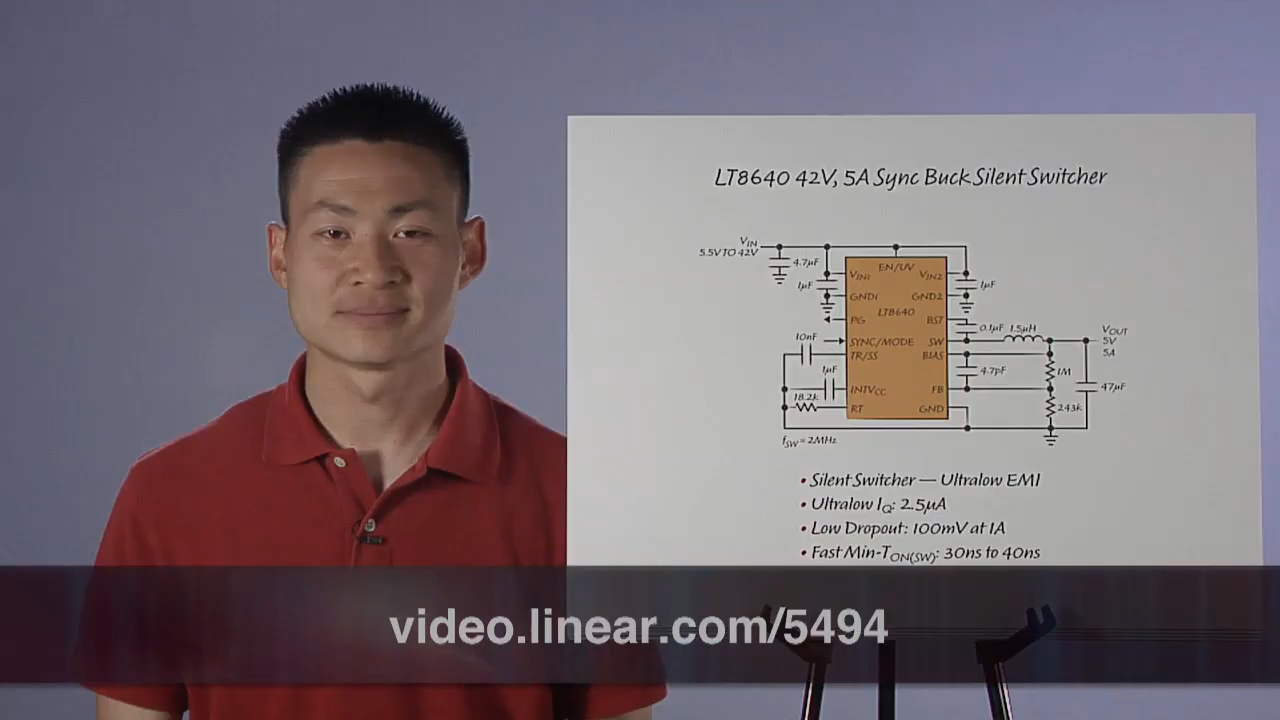 LT8640 42V, 5A Sync Buck Silent Switcher
VIN
5.5V TO 42V
4.7µF
1µF
VIN1
EN/UV
VIN2
1µF
GND1
GND2
LT8640
PG
BST
0.1µF
1.5µH
VOUT
5V
5A
10nF
SYNC/MODE
SW
TR/SS
BIAS
1µF
4.7pF
1M
INTVCC
FB
47µF
18.2k
RT
GND
243k
fSW = 2MHz
• Silent Switcher — Ultralow EMI
• Ultralow IQ: 2.5µA
• Low Dropout: 100mV at 1A
• Fast Min-TON(SW): 30ns to 40ns
video.linear.com/5494